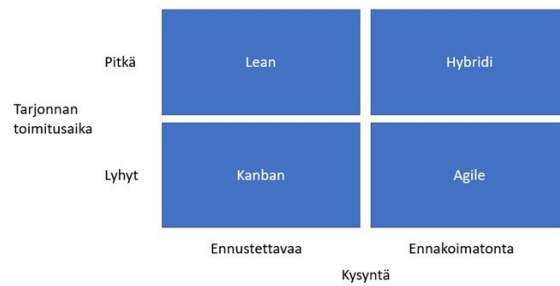 Pitkä
Lean
Hybridi
Tarjonnan
toimitusaika
Lyhyt
Kanban
Agile
Ennustettavaa
Ennakoimatonta
Kysyntä